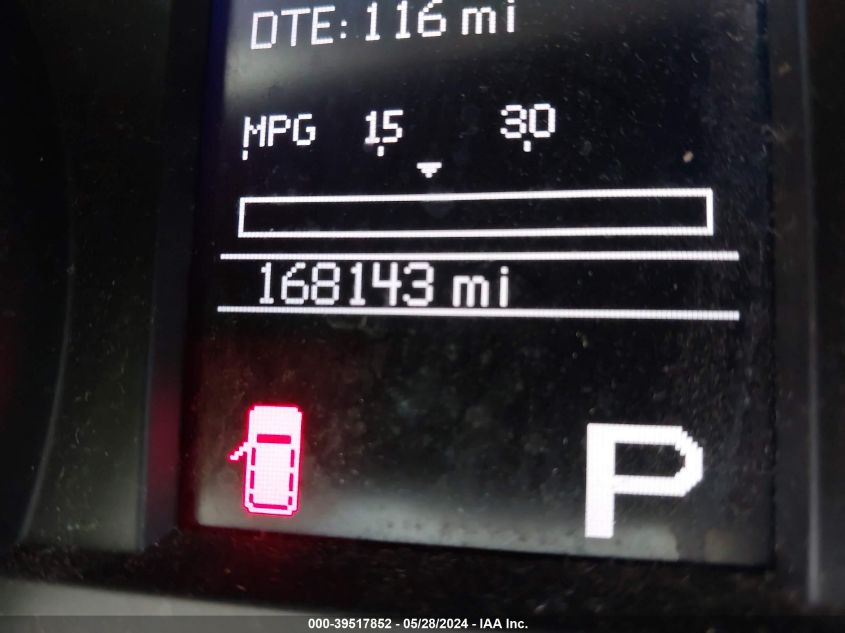 DTE: 116 mi
MPG 15 30
168143 mi
P
000-39517852 - 05/28/2024 - IAA Inc.